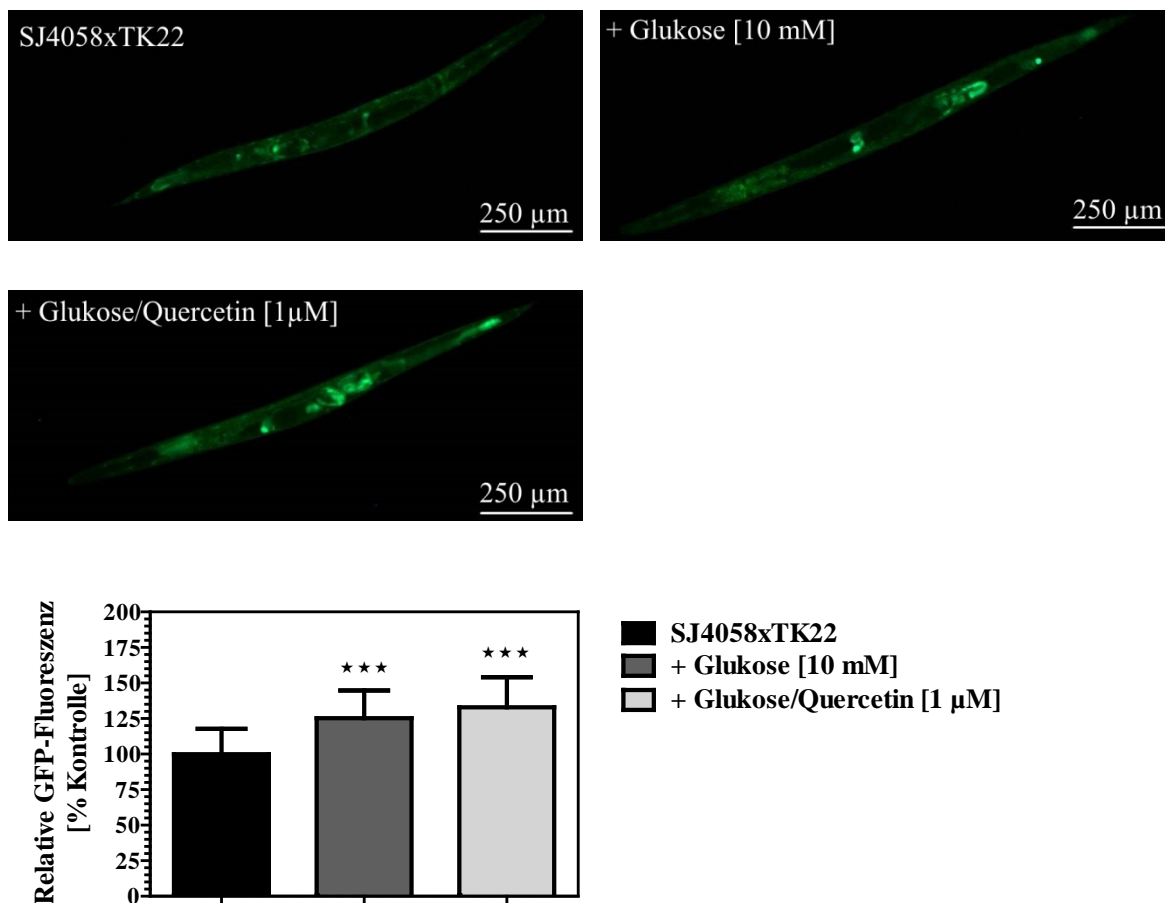 SJ4058xTK22
250 µm
+ Glukose [10 mM]
250 µm
+ Glukose/Quercetin [1µM]
250 µm
Relative GFP-Fluoreszenz
[% Kontrolle]
200
175
150
125
100
75
50
25
0
★★★
★★★
SJ4058xTK22
+ Glukose [10 mM]
+ Glukose/Quercetin [1 µM]